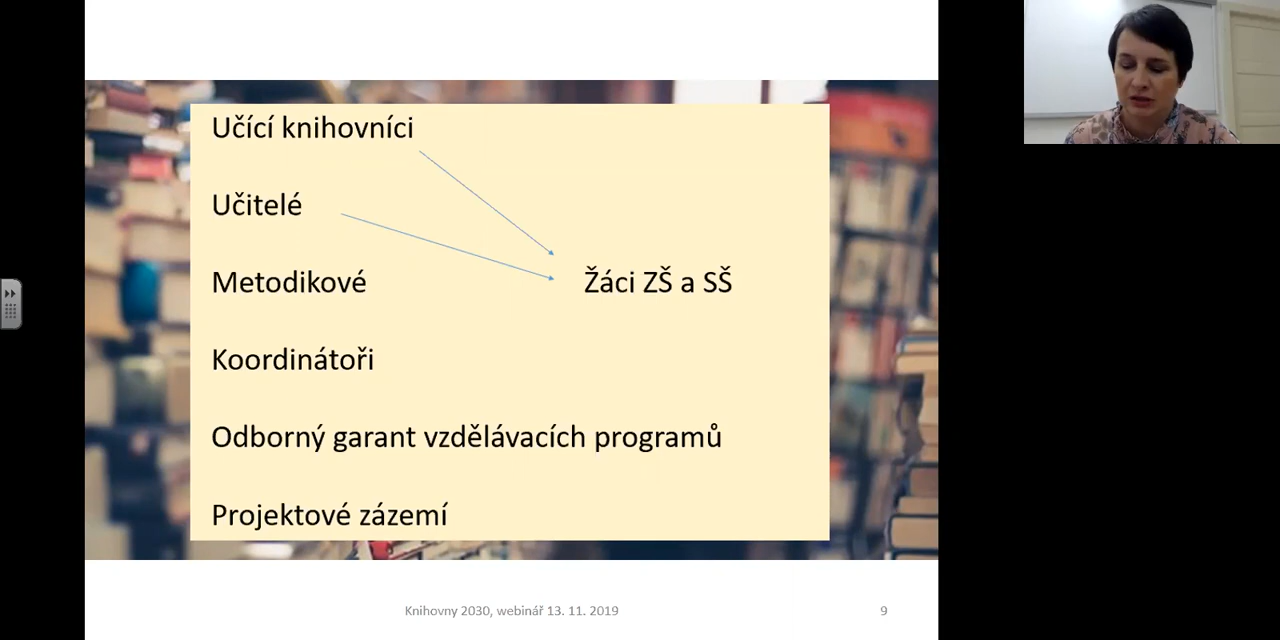 Učící knihovníci
Učitelé
Metodikové
Žáci ZŠ a SŠ
Koordinátoři
Odborný garant vzdělávacích programů
Projektové zázemí
Knihovny 2030, webinář 13. 11. 2019
9